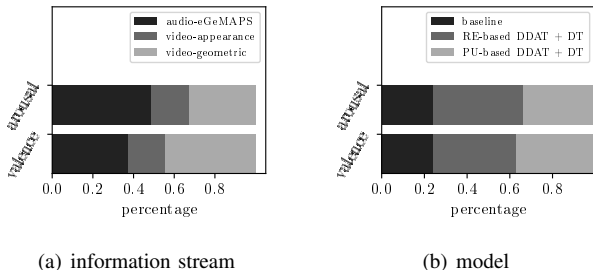 audio-eGeMAPS
video-appearance
video-geometric
arousal
valence
0.0 0.2 0.4 0.6 0.8
percentage
(a) information stream
baseline
RE-based DDAT + DT
PU-based DDAT + DT
arousal
valence
0.0 0.2 0.4 0.6 0.8
percentage
(b) model